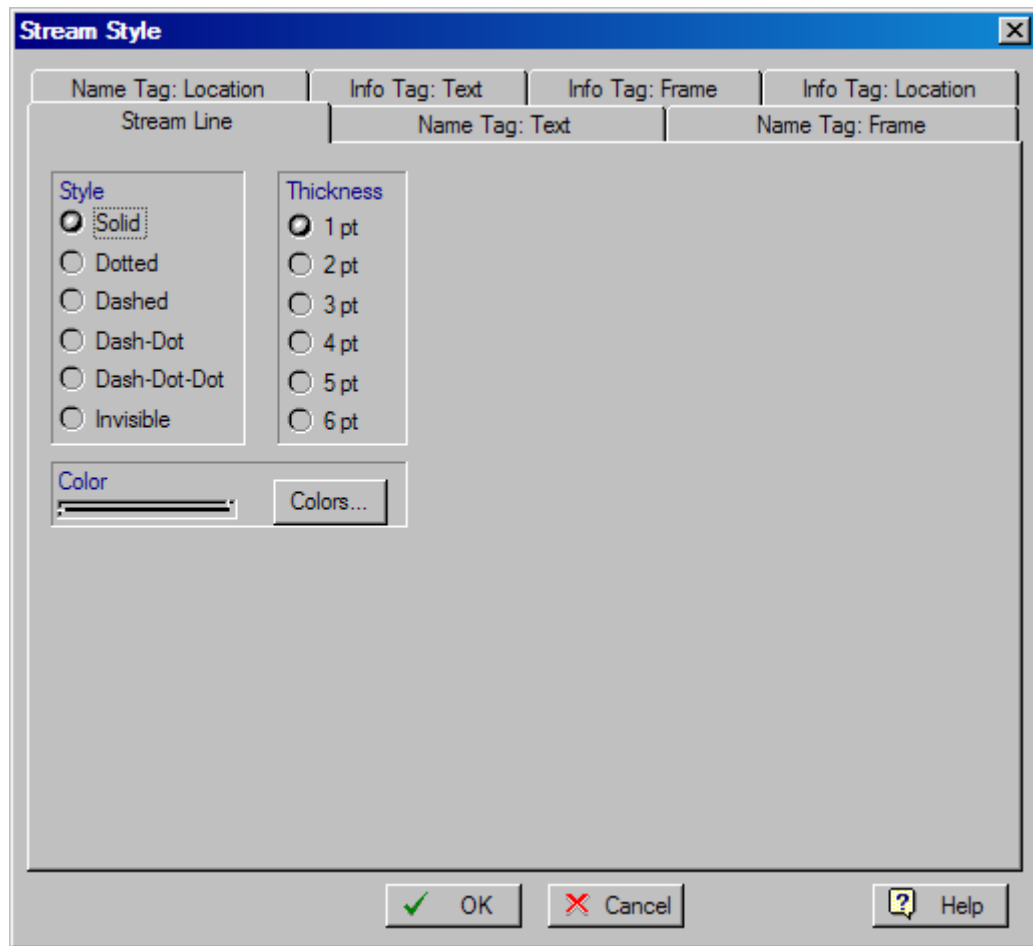 Stream Style
Name Tag: Location
Info Tag: Text
Info Tag: Frame
Info Tag: Location
Stream Line
Name Tag: Text
Name Tag: Frame
Style
Solid
Dotted
Dashed
Dash-Dot
Dash-Dot-Dot
Invisible
Thickness
1 pt
2 pt
3 pt
4 pt
5 pt
6 pt
Color
Colors...
OK
Cancel
Help